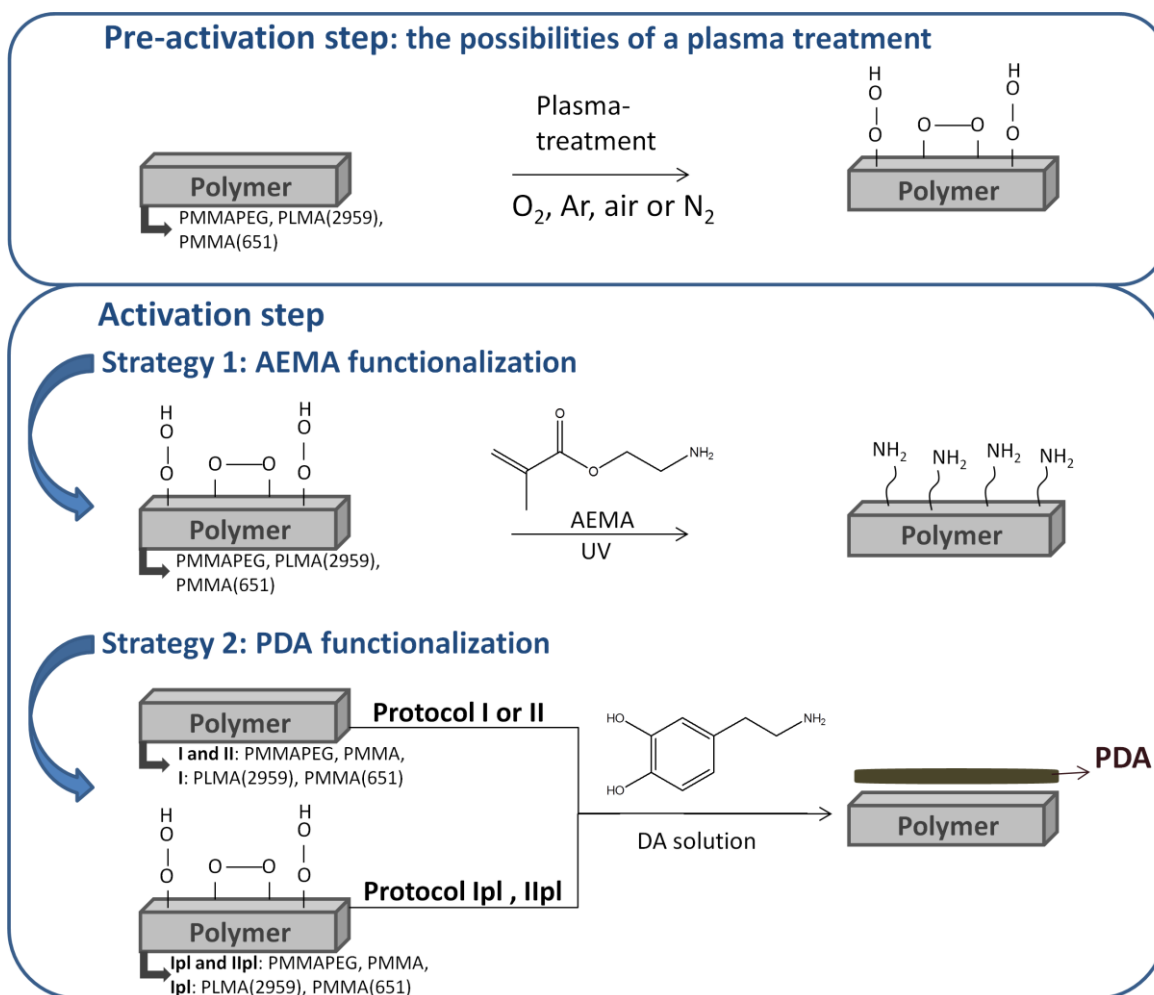 Pre-activation step: the possibilities of a plasma treatment
Plasma-
treatment
O₂, Ar, air or N₂
Polymer
PMMAPEG, PLMA(2959),
PMMA(651)
H
O
O
O
O
H
O
O
Polymer
Activation step
Strategy 1: AEMA functionalization
H
O
O
O
O
H
O
O
Polymer
PMMAPEG, PLMA(2959),
PMMA(651)
O
O
NH₂
AEMA
UV
NH₂
NH₂
NH₂
NH₂
Polymer
Strategy 2: PDA functionalization
Polymer
I and II: PMMAPEG, PMMA,
I: PLMA(2959), PMMA(651)
Protocol I or II
H
O
O
O
O
H
O
O
Polymer
Ipl and IIpl: PMMAPEG, PMMA,
Ipl: PLMA(2959), PMMA(651)
Protocol Ipl , IIpl
HO
HO
NH₂
DA solution
PDA
Polymer